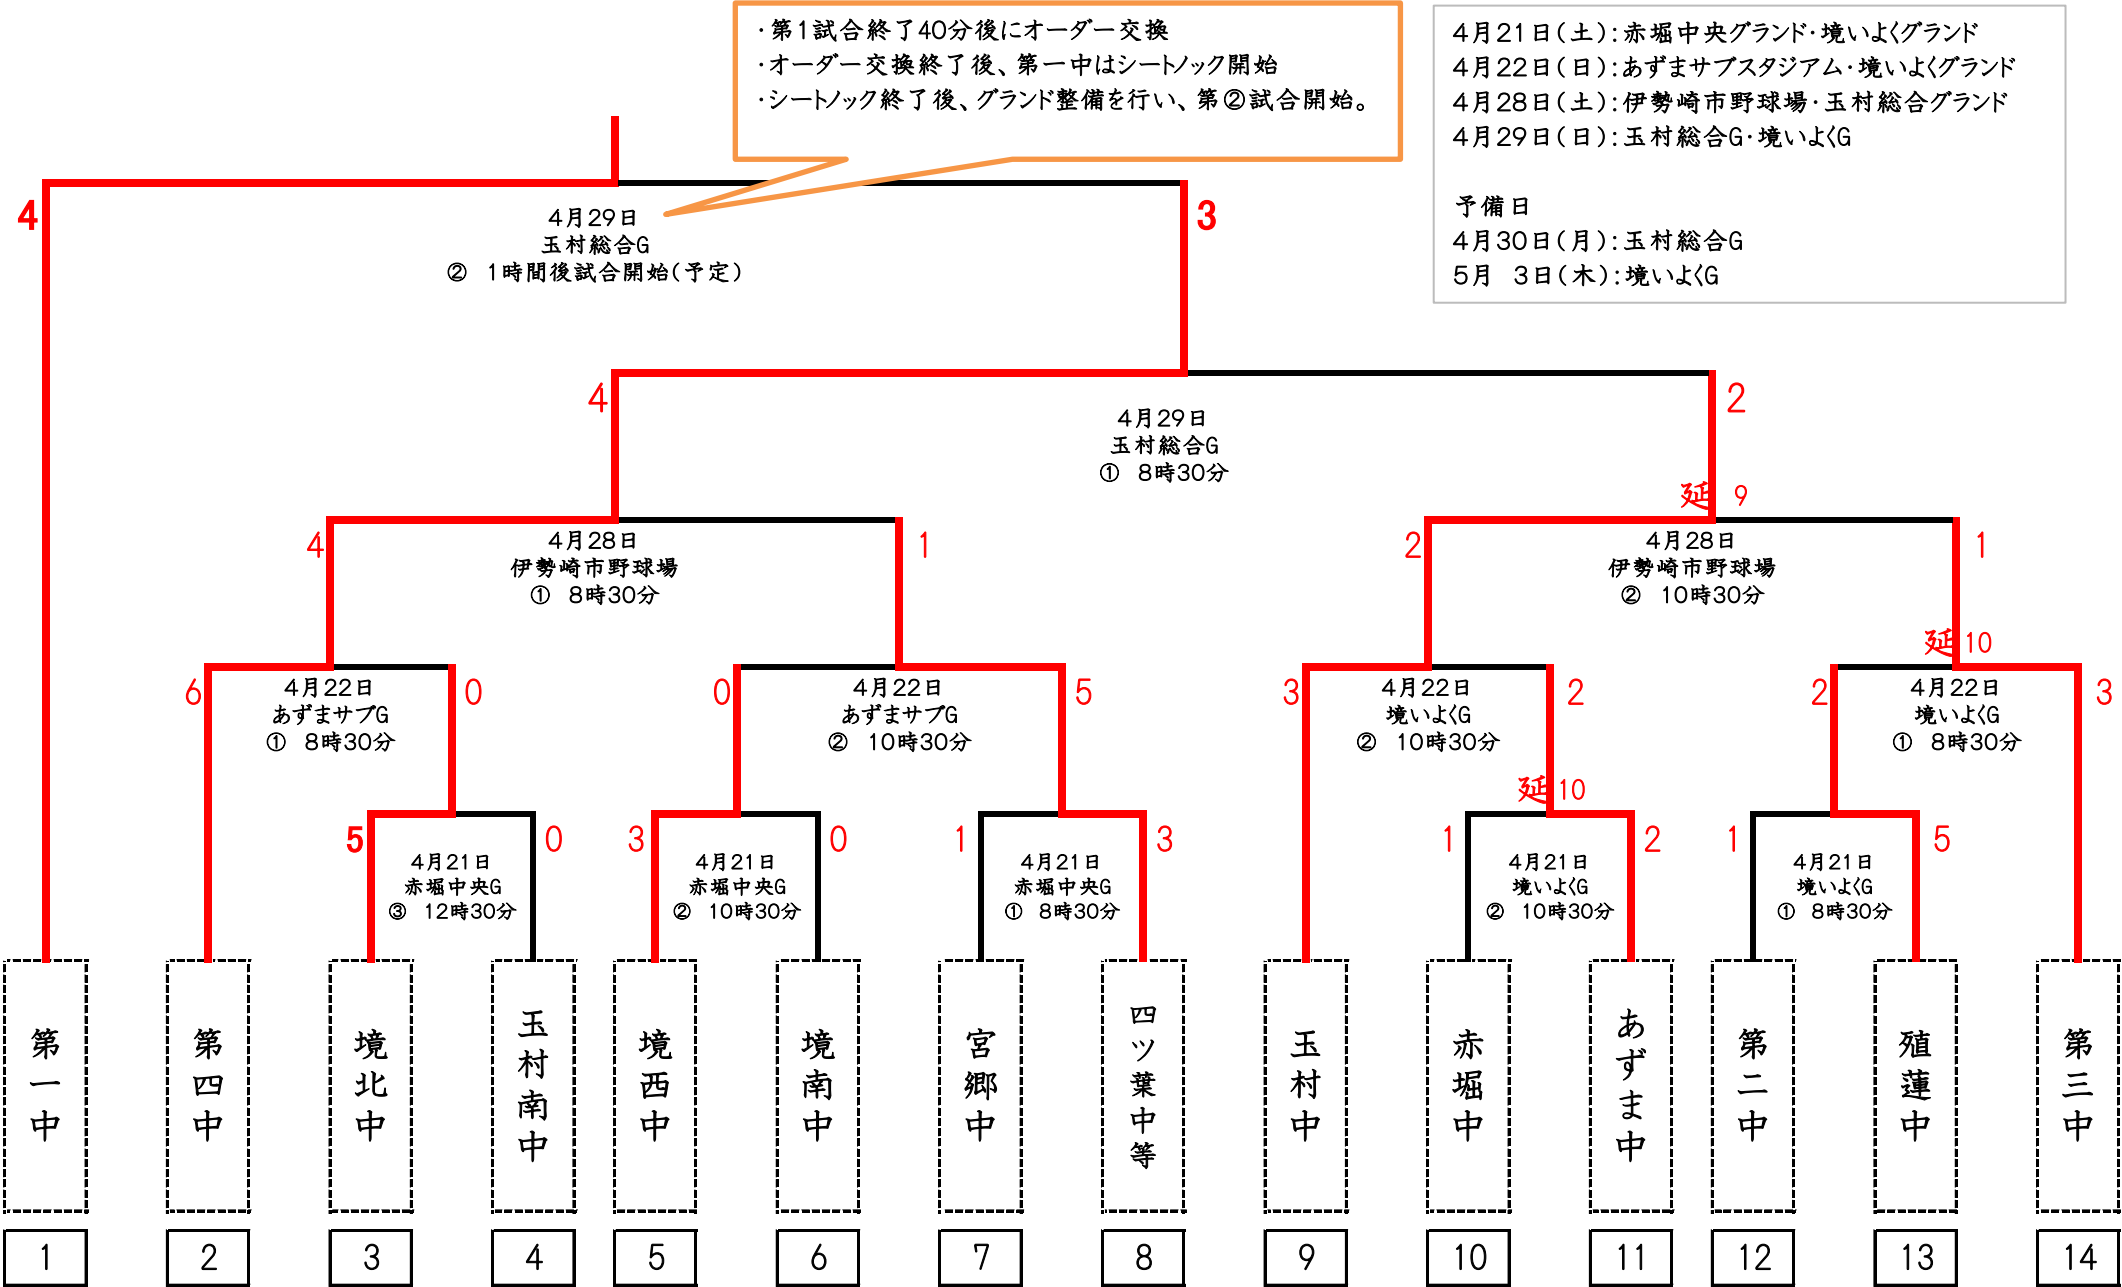 ・第1試合終了40分後にオーダー交換
・オーダー交換終了後、第一中はシートノック開始
・シートノック終了後、グランド整備を行い、第②試合開始。
4月21日(土):赤堀中央グランド・境いよくグランド
4月22日(日):あずまサブスタジアム・境いよくグランド
4月28日(土):伊勢崎市野球場・玉村総合グランド
4月29日(日):玉村総合G・境いよくG
予備日
4月30日(月):玉村総合G
5月　3日(木):境いよくG
4
3
4月29日
玉村総合G
②　1時間後試合開始(予定)
4
2
4月29日
玉村総合G
①　8時30分
延 9
4
1
4月28日
伊勢崎市野球場
①　8時30分
2
1
4月28日
伊勢崎市野球場
②　10時30分
延 10
6
0
4月22日
あずまサブG
①　8時30分
0
5
4月22日
あずまサブG
②　10時30分
3
2
4月22日
境いよくG
②　10時30分
2
3
4月22日
境いよくG
①　8時30分
延 10
5
0
4月21日
赤堀中央G
③　12時30分
3
0
4月21日
赤堀中央G
②　10時30分
1
3
4月21日
赤堀中央G
①　8時30分
1
2
4月21日
境いよくG
②　10時30分
1
5
4月21日
境いよくG
①　8時30分
第一中
第四中
境北中
玉村南中
境西中
境南中
宮郷中
四ツ葉中等
玉村中
赤堀中
あずま中
第二中
殖蓮中
第三中
1
2
3
4
5
6
7
8
9
10
11
12
13
14